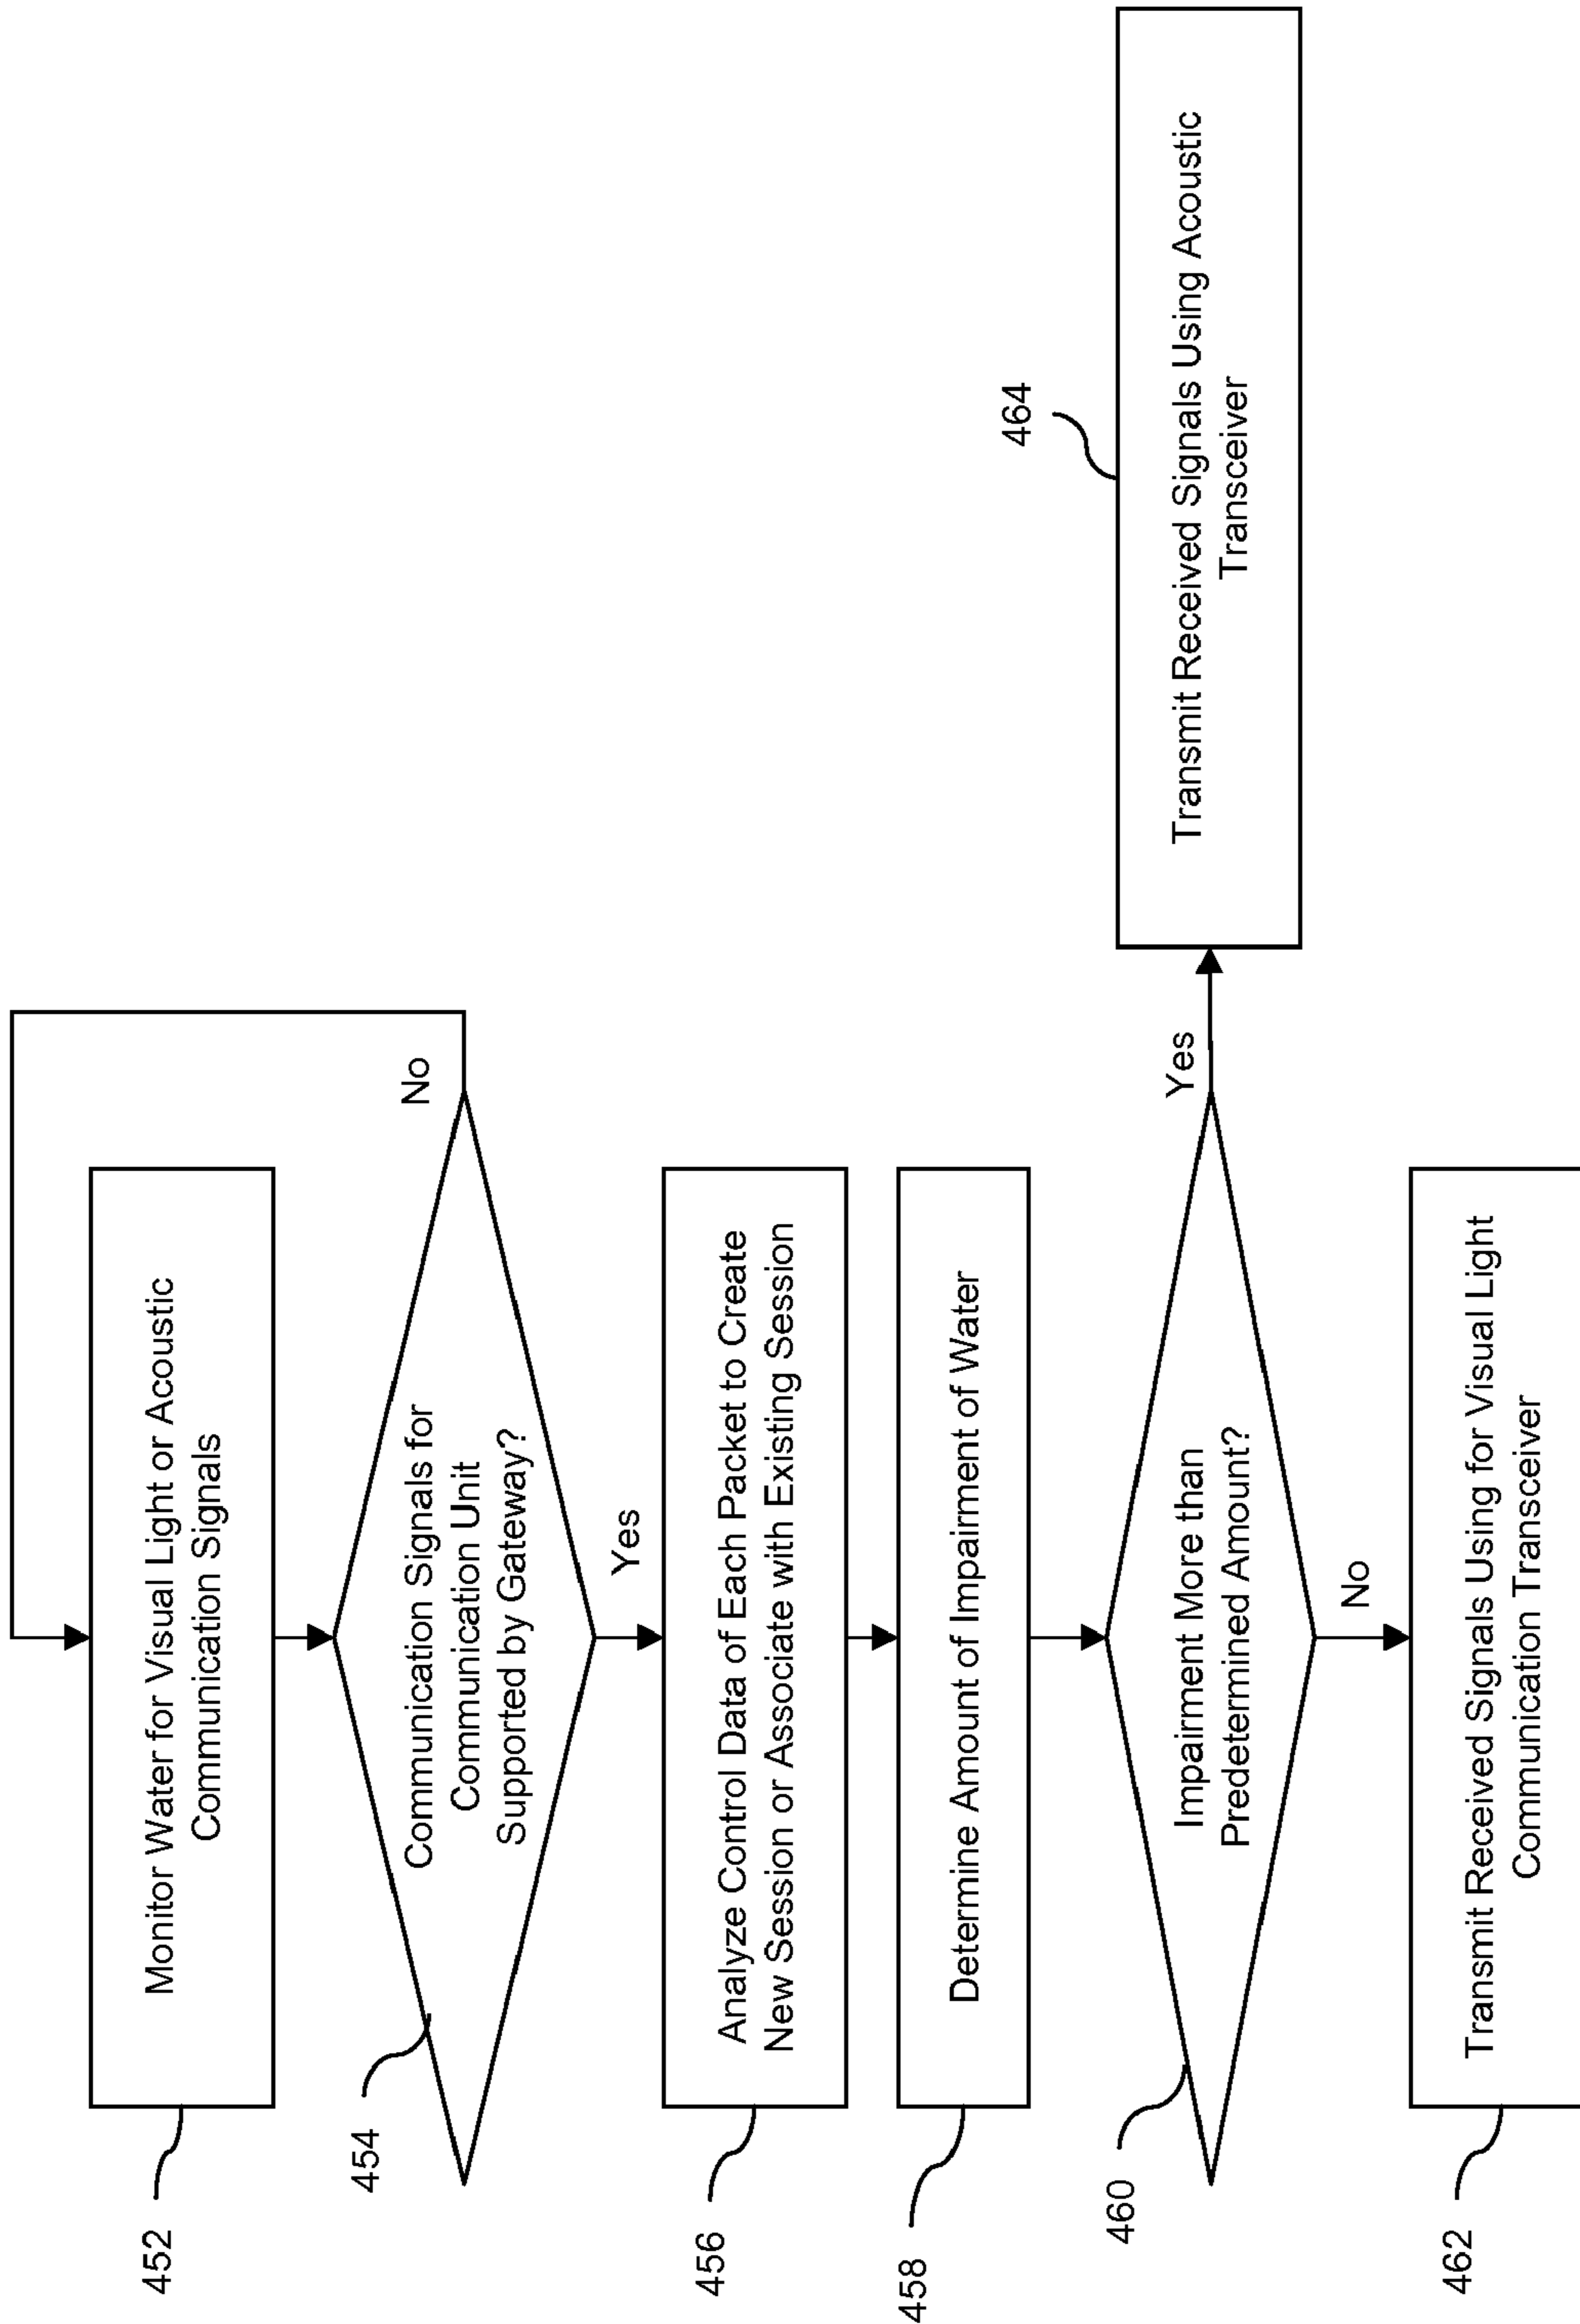 452
Monitor Water for Visual Light or Acoustic
Communication Signals
454
Communication Signals for
Communication Unit
Supported by Gateway?
No
Yes
456
Analyze Control Data of Each Packet to Create
New Session or Associate with Existing Session
458
Determine Amount of Impairment of Water
460
Impairment More than
Predetermined Amount?
Yes
464
Transmit Received Signals Using Acoustic
Transceiver
No
462
Transmit Received Signals Using for Visual Light
Communication Transceiver